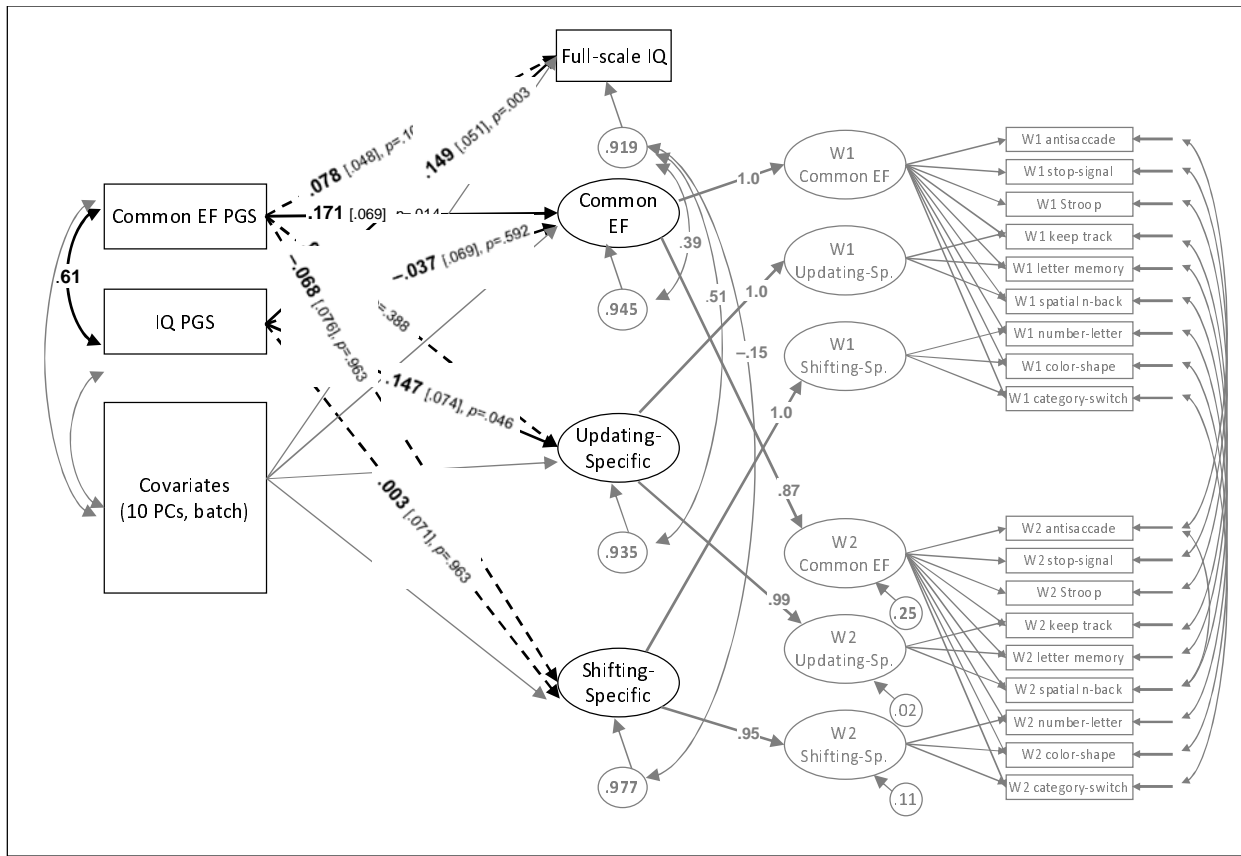 Full-scale IQ
.078 [.048], p=.10
.149 [.051], p=.003
.919
Common EF PGS
.171 [.069]
Common
EF
.61
–.068 [.076], p=.963
–.037 [.069], p=.592
.39
IQ PGS
.945
.51
–.15
=.388
.147 [.074], p=.046
Updating-
Specific
Covariates
(10 PCs, batch)
.003 [.071], p=.963
.935
Shifting-
Specific
.977
1.0
1.0
1.0
.87
.99
.95
W1
Common EF
W1
Updating-Sp.
W1
Shifting-Sp.
W2
Common EF
.25
W2
Updating-Sp.
.02
W2
Shifting-Sp.
.11
W1 antisaccade
W1 stop-signal
W1 Stroop
W1 keep track
W1 letter memory
W1 spatial n-back
W1 number-letter
W1 color-shape
W1 category-switch
W2 antisaccade
W2 stop-signal
W2 Stroop
W2 keep track
W2 letter memory
W2 spatial n-back
W2 number-letter
W2 color-shape
W2 category-switch